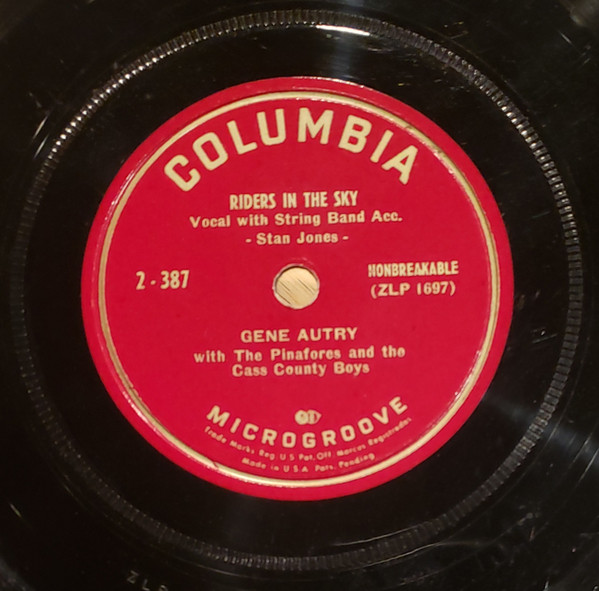 COLUMBIA
RIDERS IN THE SKY
Vocal with String Band Acc.
- Stan Jones -
2 - 387
NONBREAKABLE
(ZLP 1697)
GENE AUTRY
with The Pinafores and the
Cass County Boys
MICROGROOVE
Trade Marks Reg. U.S. Pat. Off. Marcas Registradas
Made in U.S.A. Pats. Pending
ZLP